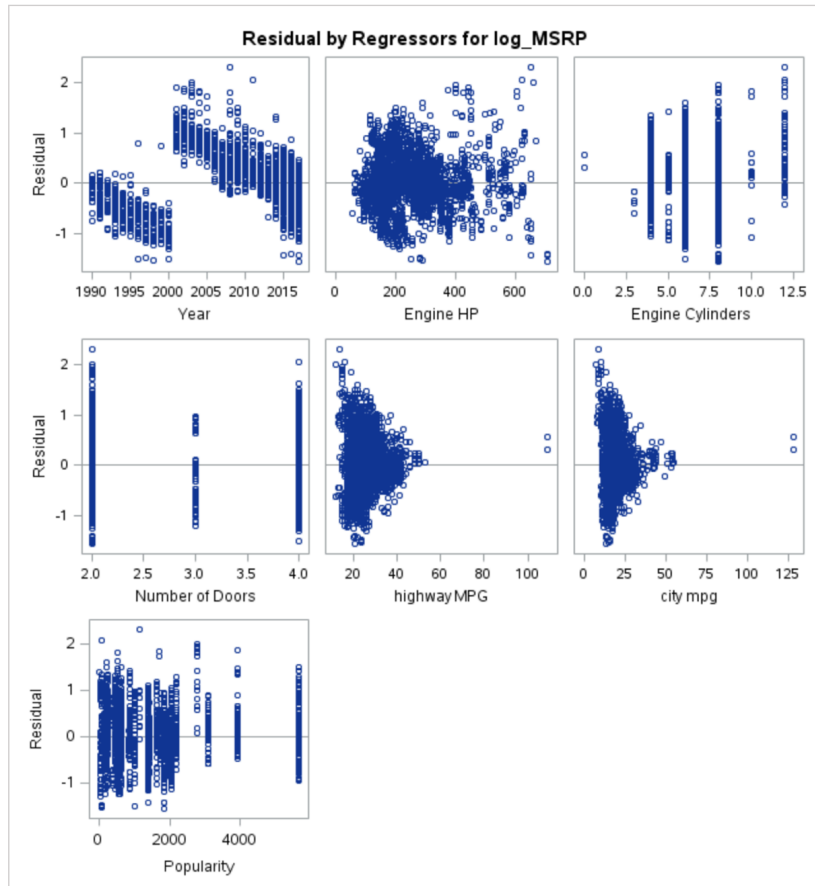 Residual by Regressors for log_MSRP
2
1
0
-1
Residual
1990 1995 2000 2005 2010 2015
Year
0 200 400 600
Engine HP
0.0 2.5 5.0 7.5 10.0 12.5
Engine Cylinders
2
1
0
-1
Residual
2.0 2.5 3.0 3.5 4.0
Number of Doors
20 40 60 80 100
highway MPG
0 25 50 75 100 125
city mpg
2
1
0
-1
Residual
0 2000 4000
Popularity